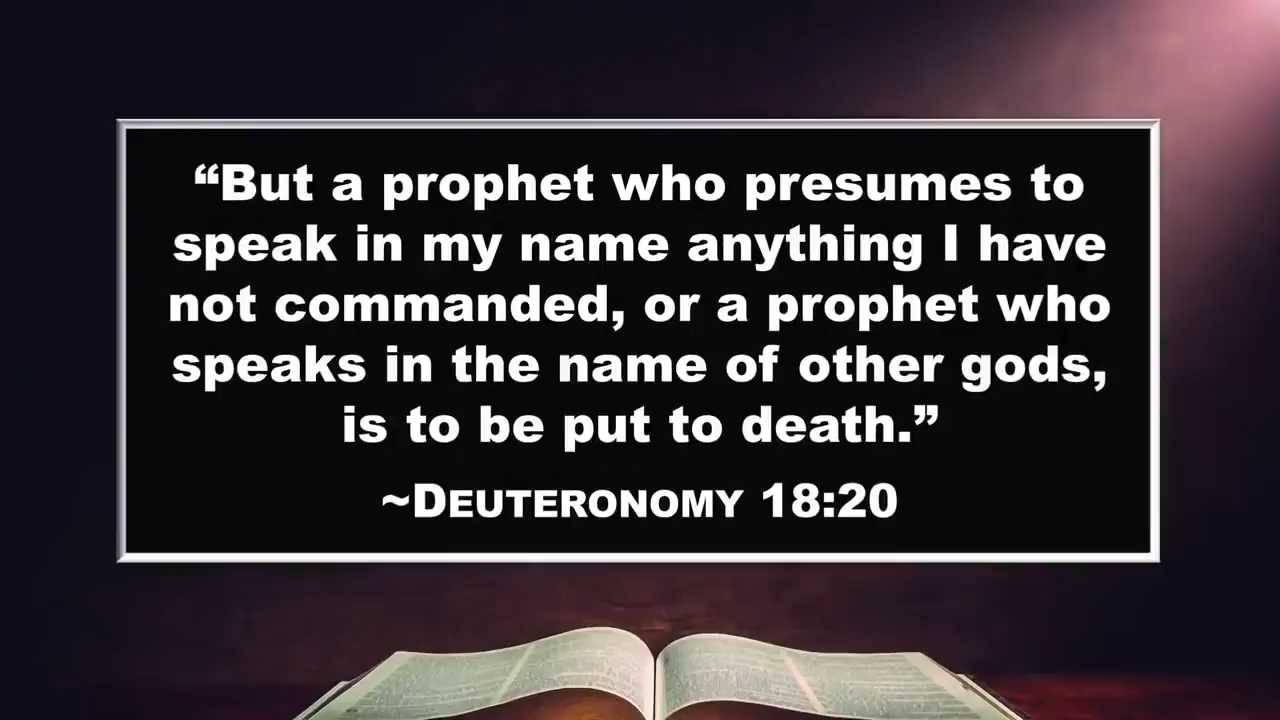 “But a prophet who presumes to
speak in my name anything I have
not commanded, or a prophet who
speaks in the name of other gods,
is to be put to death.”
~DEUTERONOMY 18:20